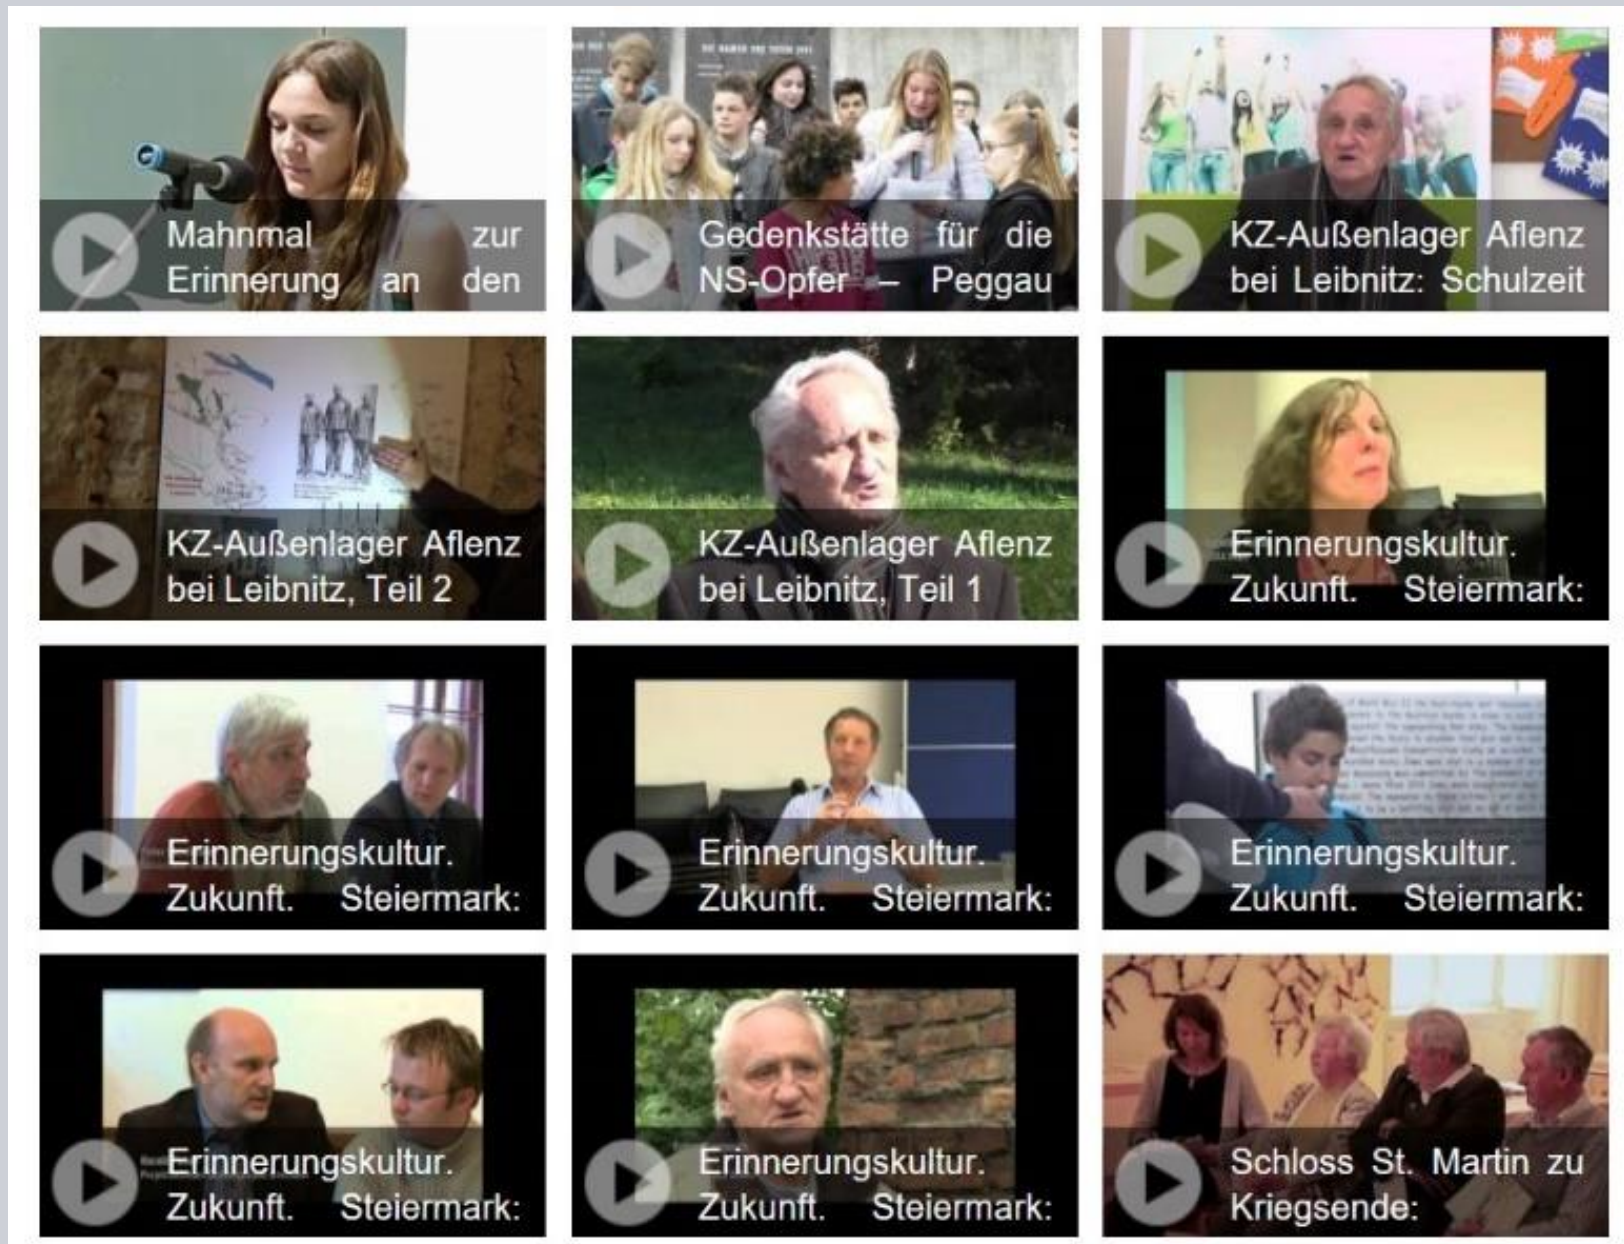 Mahnmal zur
Erinnerung an den
Gedenkstätte für die
NS-Opfer – Peggau
KZ-Außenlager Aflenz
bei Leibnitz: Schulzeit
KZ-Außenlager Aflenz
bei Leibnitz, Teil 2
KZ-Außenlager Aflenz
bei Leibnitz, Teil 1
Erinnerungskultur.
Zukunft. Steiermark:
Erinnerungskultur.
Zukunft. Steiermark:
Erinnerungskultur.
Zukunft. Steiermark:
Erinnerungskultur.
Zukunft. Steiermark:
Erinnerungskultur.
Zukunft. Steiermark:
Erinnerungskultur.
Zukunft. Steiermark:
Schloss St. Martin zu
Kriegsende: